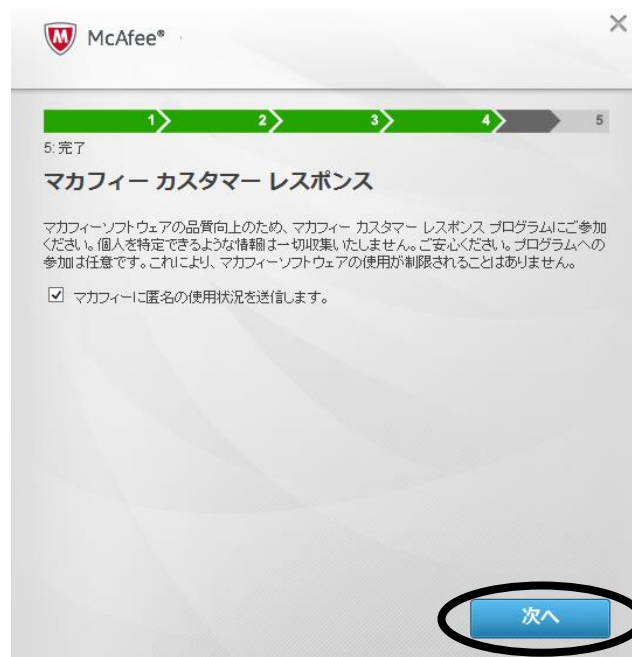 McAfee®
1 2 3 4 5
5: 完了
マカフィー カスタマー レスポンス
マカフィーソフトウェアの品質向上のため、マカフィー カスタマー レスポンス プログラムにご参加
ください。個人を特定できるような情報は一切収集いたしません。ご安心ください。プログラムへの
参加は任意です。これにより、マカフィーソフトウェアの使用が制限されることはありません。
マカフィーに匿名の使用状況を送信します。
次へ